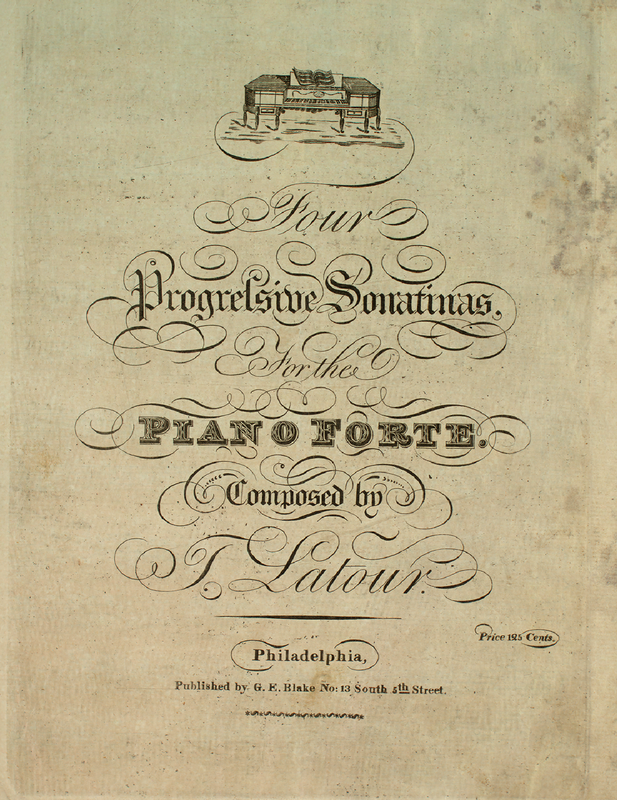 Four
Progreſsive Sonatinas,
For the
PIANO FORTE.
Composed by
T. Latour.
Price 125 Cents.
Philadelphia,
Published by G. E. Blake No: 13 South 5th Street.